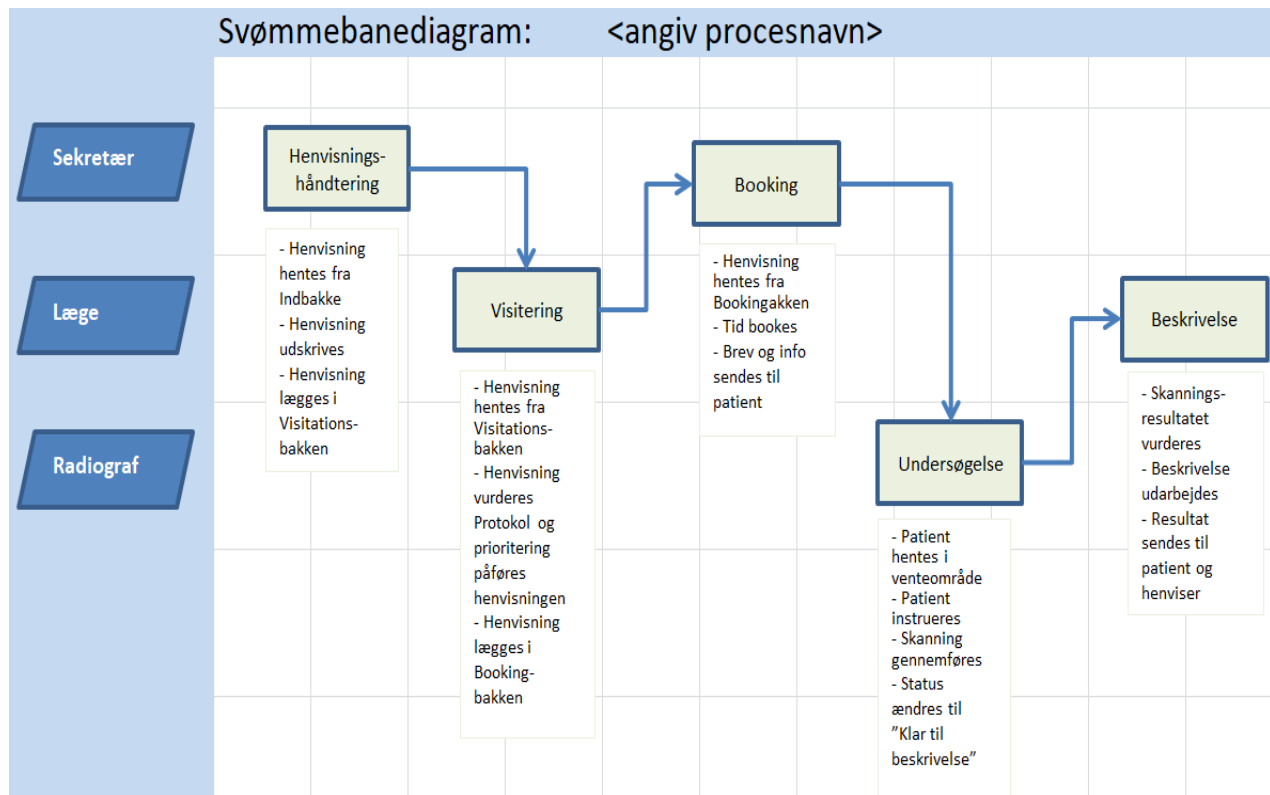 Svømmebanediagram: <angiv procesnavn>
Sekretær
Læge
Radiograf
Henvisnings-
håndtering
- Henvisning
hentes fra
Indbakke
- Henvisning
udskrives
- Henvisning
lægges i
Visitations-
bakken
Visitering
- Henvisning
hentes fra
Visitations-
bakken
- Henvisning
vurderes
Protokol og
prioritering
påføres
henvisningen
- Henvisning
lægges i
Booking-
bakken
Booking
- Henvisning
hentes fra
Bookingakken
- Tid bookes
- Brev og info
sendes til
patient
Undersøgelse
- Patient
hentes i
venteområde
- Patient
instrueres
- Skanning
gennemføres
- Status
ændres til
”Klar til
beskrivelse”
Beskrivelse
- Skannings-
resultatet
vurderes
- Beskrivelse
udarbejdes
- Resultat
sendes til
patient og
henviser